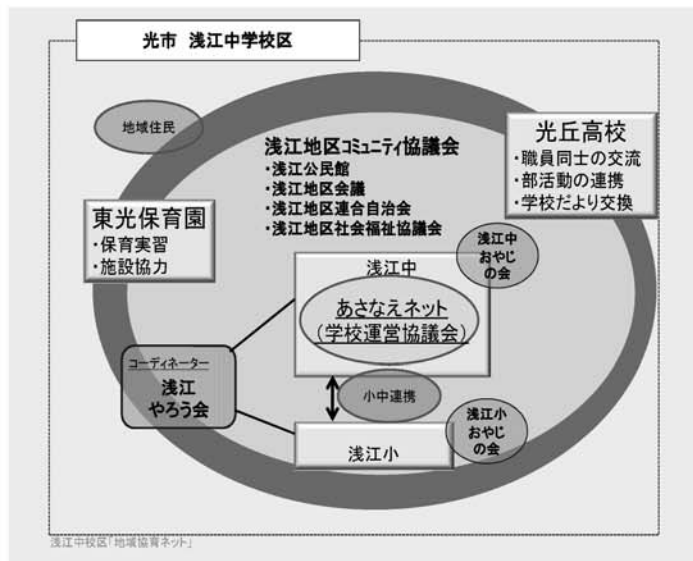 光市 浅江中学校区
地域住民
浅江地区コミュニティ協議会
・浅江公民館
・浅江地区会議
・浅江地区連合自治会
・浅江地区社会福祉協議会
光丘高校
・職員同士の交流
・部活動の連携
・学校だより交換
東光保育園
・保育実習
・施設協力
浅江中
おやじ
の会
浅江中
あさなえネット
(学校運営協議会)
コーディネーター
浅江
やろう会
小中連携
浅江小
おやじ
の会
浅江小
浅江中校区「地域協育ネット」